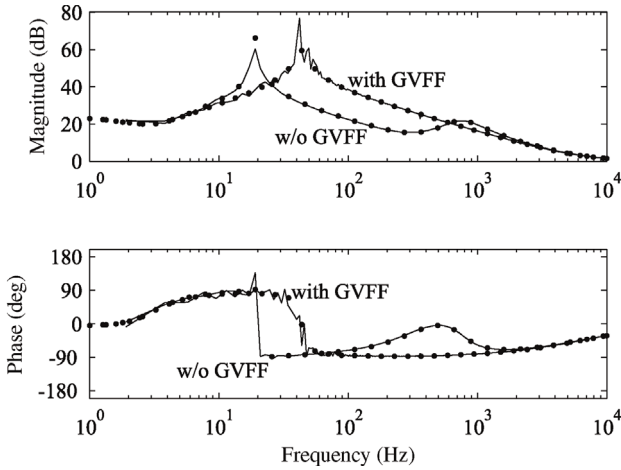 80
60
40
20
0
Magnitude (dB)
with GVFF
w/o GVFF
10^0
10^1
10^2
10^3
10^4
180
90
0
-90
-180
Phase (deg)
with GVFF
w/o GVFF
10^0
10^1
10^2
10^3
10^4
Frequency (Hz)